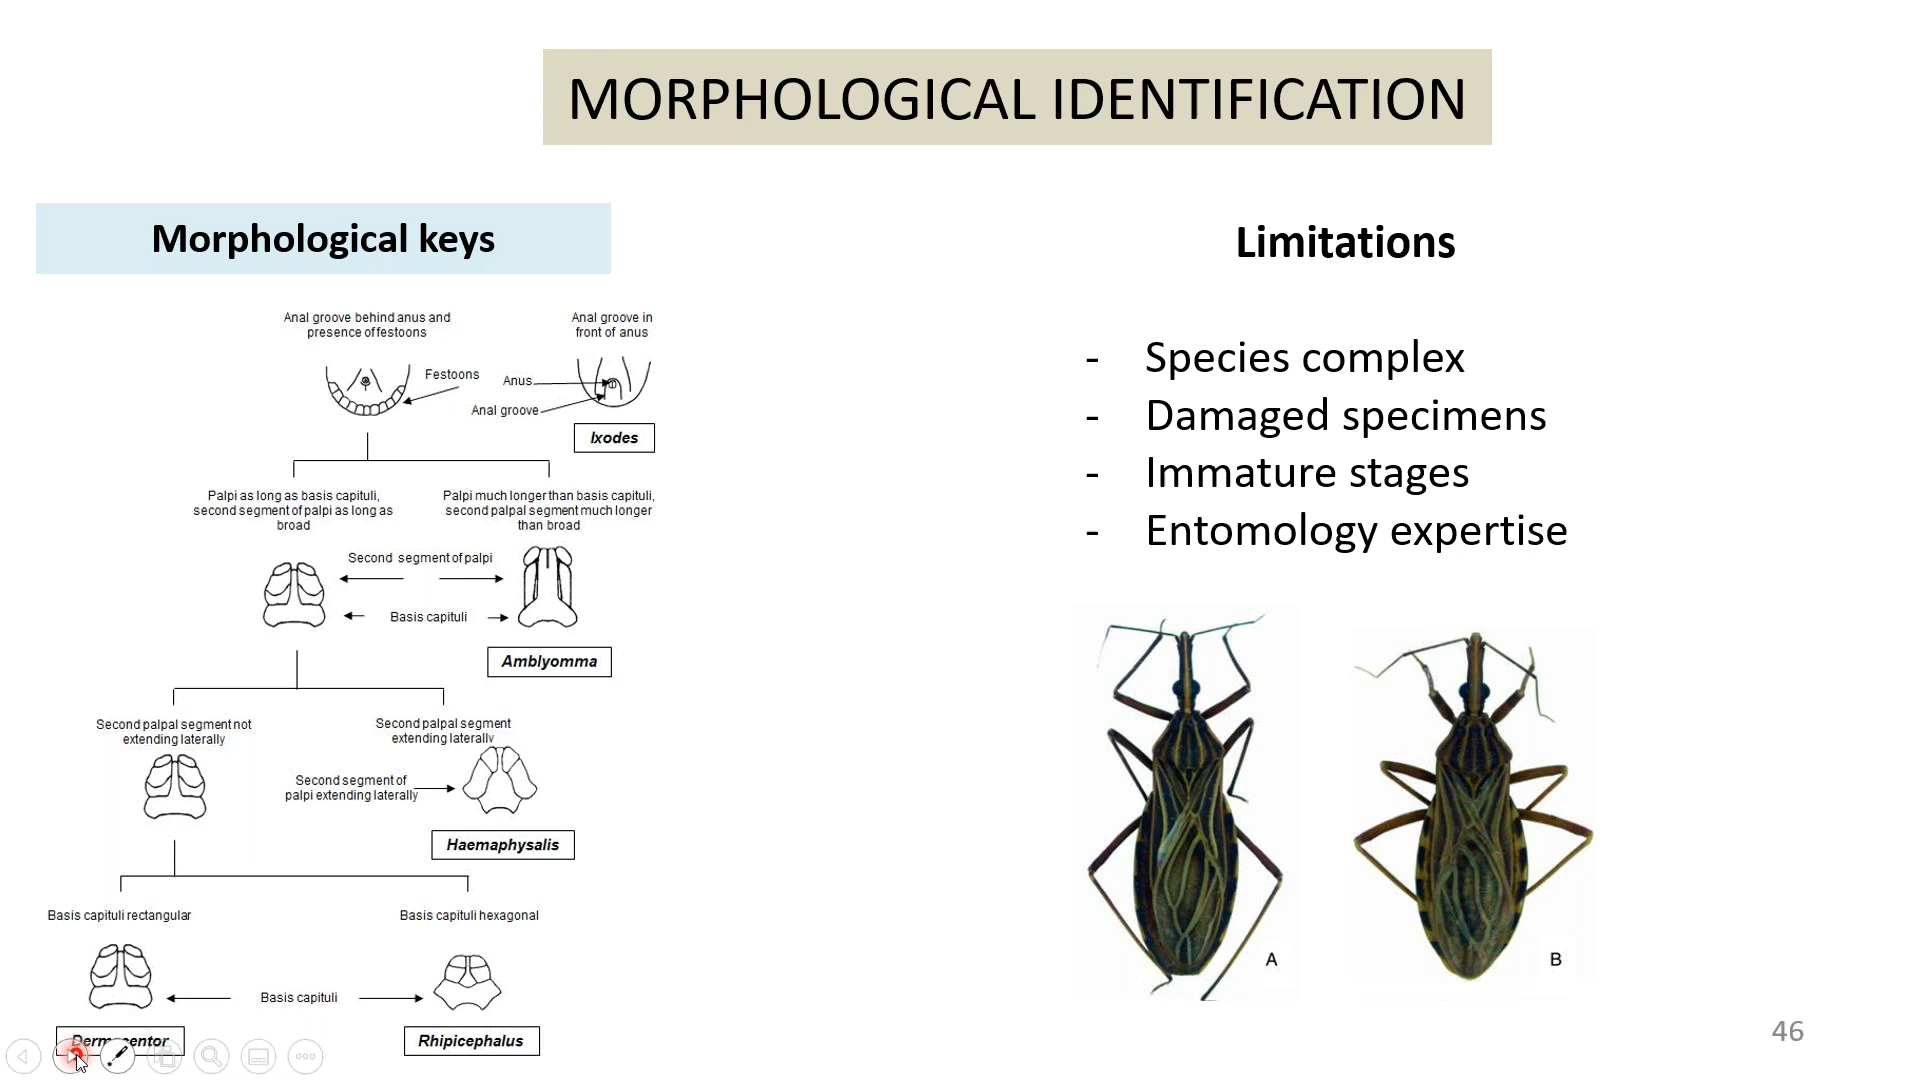 MORPHOLOGICAL IDENTIFICATION
Morphological keys
Anal groove behind anus and
presence of festoons
Anal groove in
front of anus
Festoons
Anus
Anal groove
Ixodes
Palpi as long as basis capituli,
second segment of palpi as long as
broad
Palpi much longer than basis capituli,
second palpal segment much longer
than broad
Second segment of palpi
Basis capituli
Amblyomma
Second palpal segment not
extending laterally
Second palpal segment
extending laterally
Second segment of
palpi extending laterally
Haemaphysalis
Basis capituli rectangular
Basis capituli hexagonal
Basis capituli
Dermacentor
Rhipicephalus
Limitations
- Species complex
- Damaged specimens
- Immature stages
- Entomology expertise
A
B
46